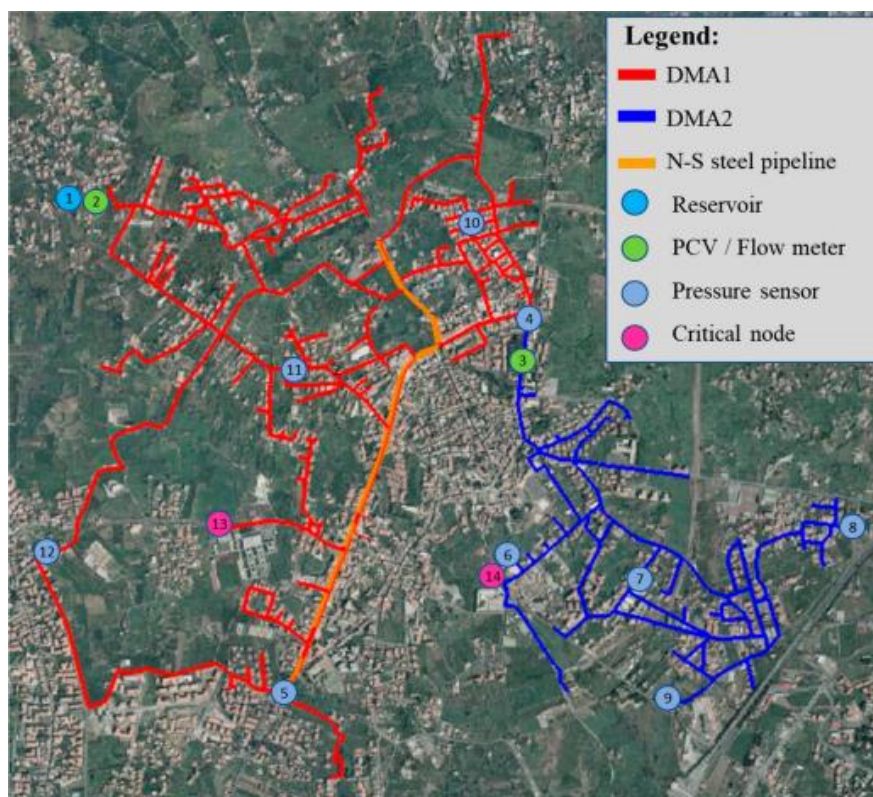 Legend:
DMA1
DMA2
N-S steel pipeline
Reservoir
PCV / Flow meter
Pressure sensor
Critical node
1
2
10
4
3
11
13
12
6
14
7
8
5
9